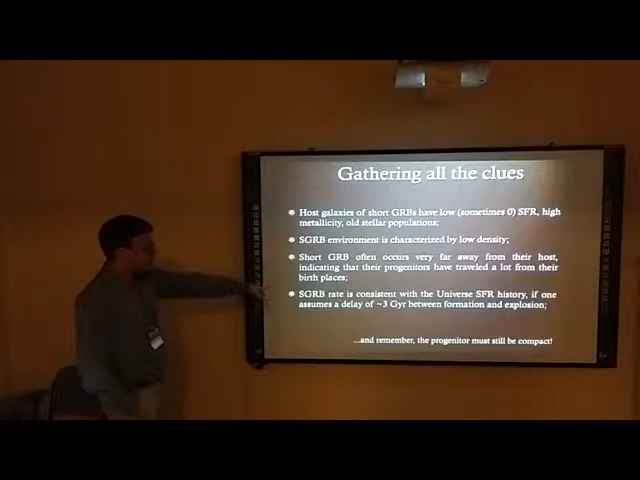 Gathering all the clues
Host galaxies of short GRBs have low (sometimes 0) SFR, high
metallicity, old stellar populations;
SGRB environment is characterized by low density;
Short GRB often occurs very far away from their host,
indicating that their progenitors have traveled a lot from their
birth places;
SGRB rate is consistent with the Universe SFR history, if one
assumes a delay of ~3 Gyr between formation and explosion;
...and remember, the progenitor must still be compact!